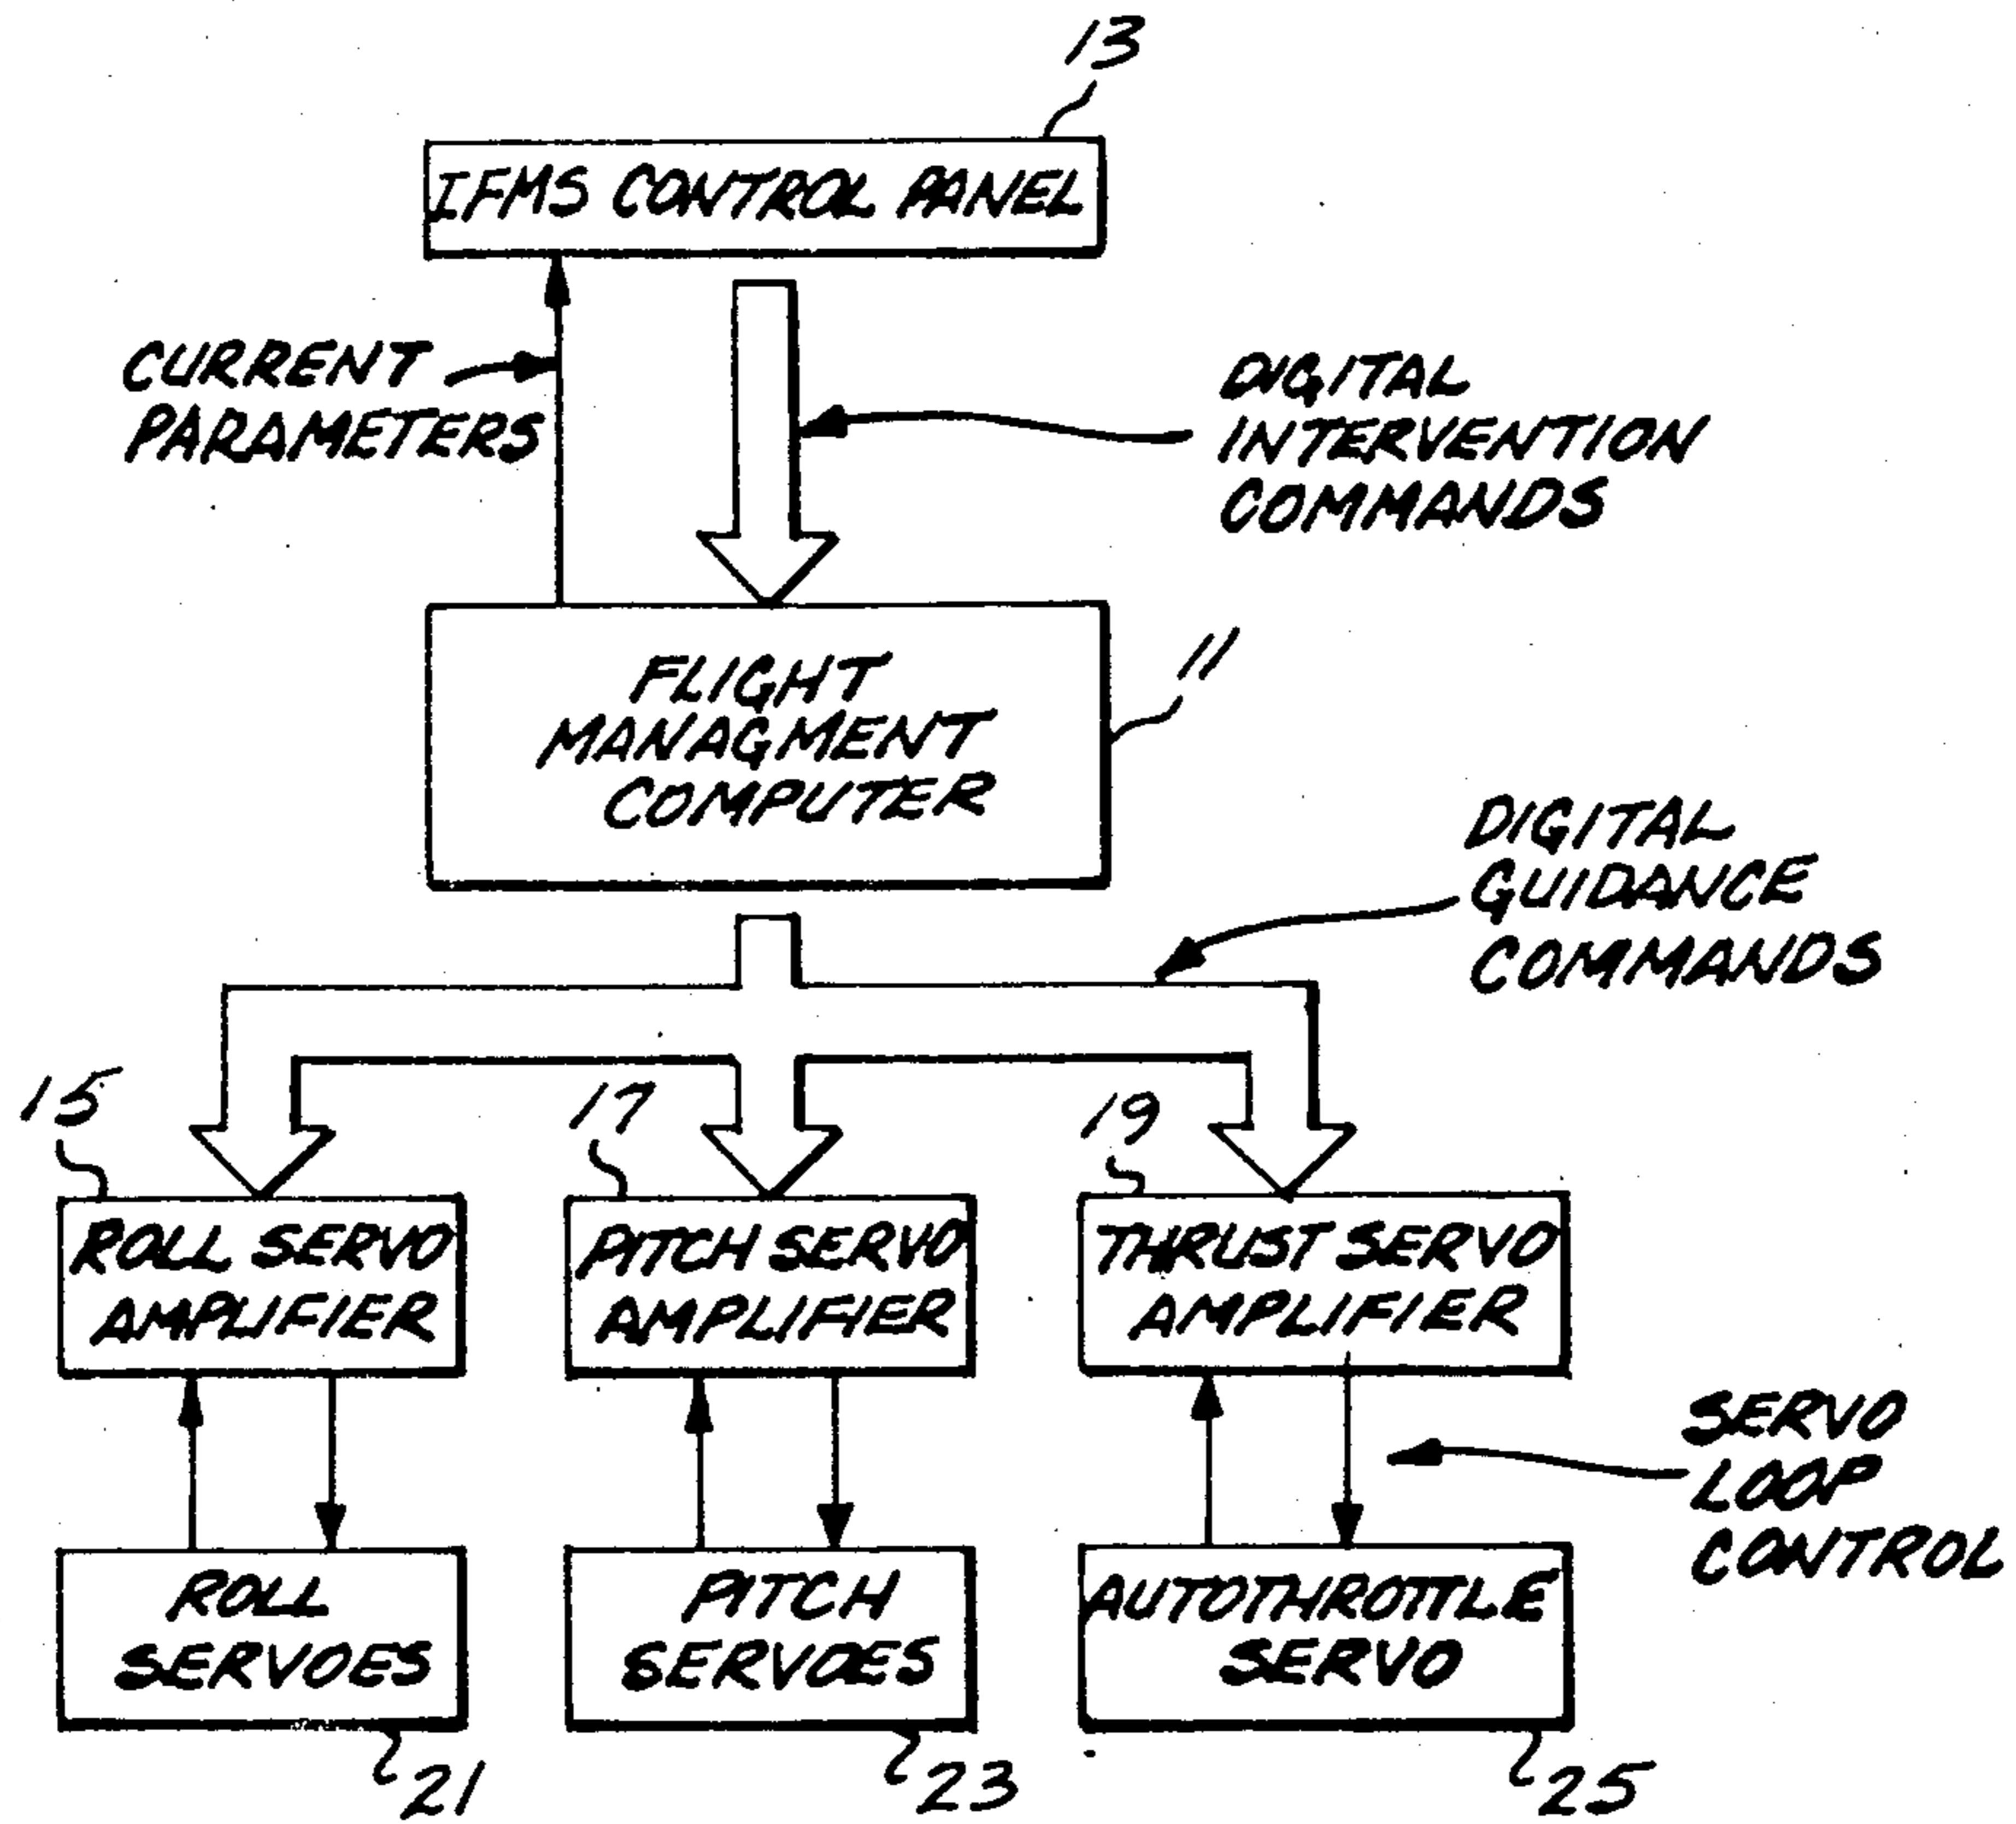 13
IFMS CONTROL PANEL
CURRENT
PARAMETERS
DIGITAL
INTERVENTION
COMMANDS
FLIGHT
MANAGMENT
COMPUTER
11
DIGITAL
GUIDANCE
COMMANDS
15
17
19
ROLL SERVO
AMPLIFIER
PITCH SERVO
AMPLIFIER
THRUST SERVO
AMPLIFIER
SERVO
LOOP
CONTROL
ROLL
SERVOES
PITCH
SERVOES
AUTOTHROTTLE
SERVO
21
23
25